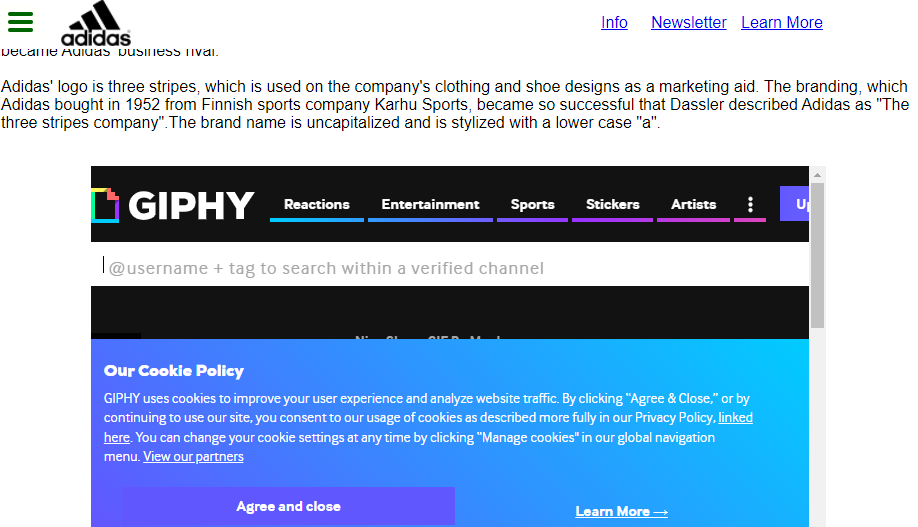 adidas
Info Newsletter Learn More
became Adidas' business rival.
Adidas' logo is three stripes, which is used on the company's clothing and shoe designs as a marketing aid. The branding, which
Adidas bought in 1952 from Finnish sports company Karhu Sports, became so successful that Dassler described Adidas as "The
three stripes company".The brand name is uncapitalized and is stylized with a lower case "a".
GIPHY
Reactions Entertainment Sports Stickers Artists
@username + tag to search within a verified channel
Our Cookie Policy
GIPHY uses cookies to improve your user experience and analyze website traffic. By clicking "Agree & Close," or by
continuing to use our site, you consent to our usage of cookies as described more fully in our Privacy Policy, linked
here. You can change your cookie settings at any time by clicking "Manage cookies" in our global navigation
menu. View our partners
Agree and close
Learn More →